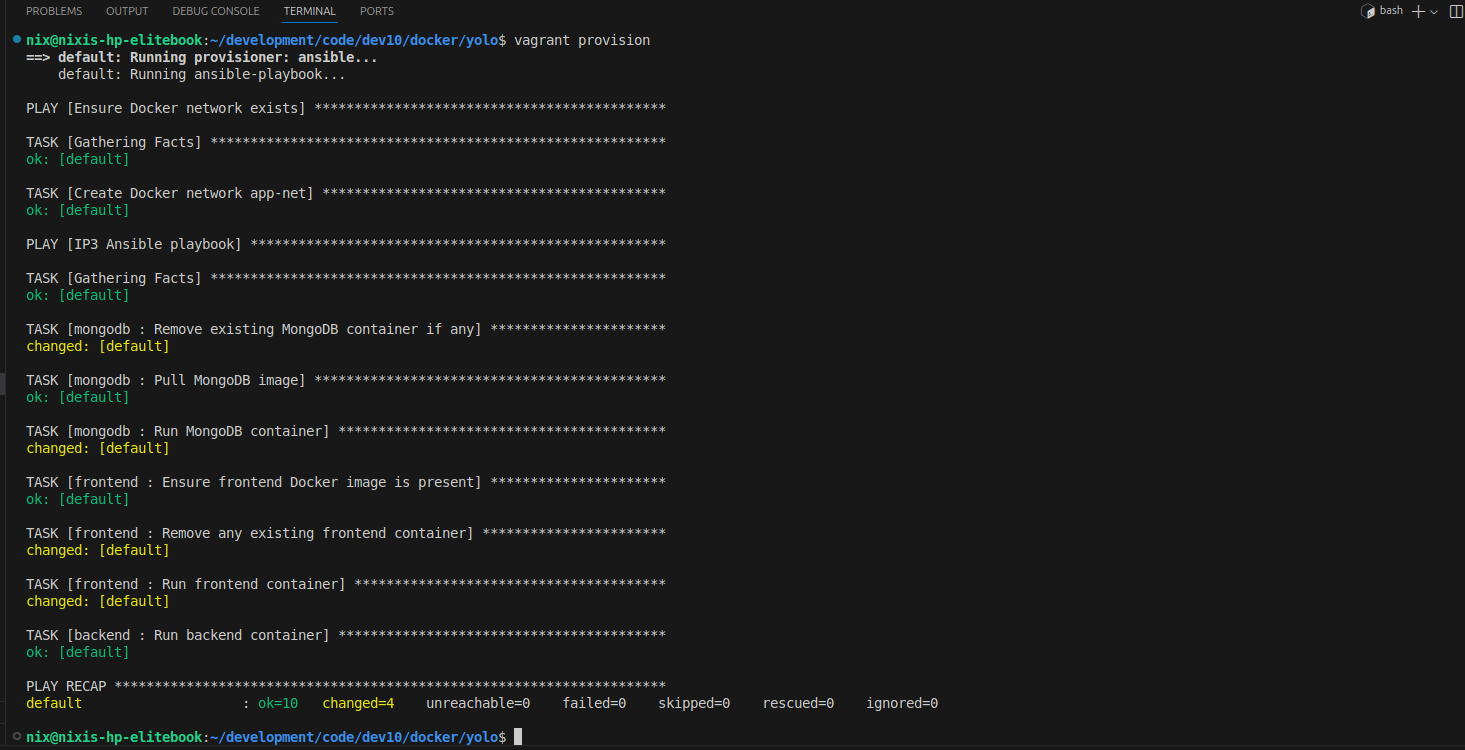 PROBLEMS OUTPUT DEBUG CONSOLE TERMINAL PORTS bash
nix@nixis-hp-elitebook:~/development/code/dev10/docker/yolo$ vagrant provision
==> default: Running provisioner: ansible...
    default: Running ansible-playbook...

PLAY [Ensure Docker network exists] ********************************************

TASK [Gathering Facts] *********************************************************
ok: [default]

TASK [Create Docker network app-net] *******************************************
ok: [default]

PLAY [IP3 Ansible playbook] ****************************************************

TASK [Gathering Facts] *********************************************************
ok: [default]

TASK [mongodb : Remove existing MongoDB container if any] **********************
changed: [default]

TASK [mongodb : Pull MongoDB image] ********************************************
ok: [default]

TASK [mongodb : Run MongoDB container] *****************************************
changed: [default]

TASK [frontend : Ensure frontend Docker image is present] **********************
ok: [default]

TASK [frontend : Remove any existing frontend container] ***********************
changed: [default]

TASK [frontend : Run frontend container] ***************************************
changed: [default]

TASK [backend : Run backend container] *****************************************
ok: [default]

PLAY RECAP *********************************************************************
default                    : ok=10   changed=4    unreachable=0    failed=0    skipped=0    rescued=0    ignored=0

nix@nixis-hp-elitebook:~/development/code/dev10/docker/yolo$